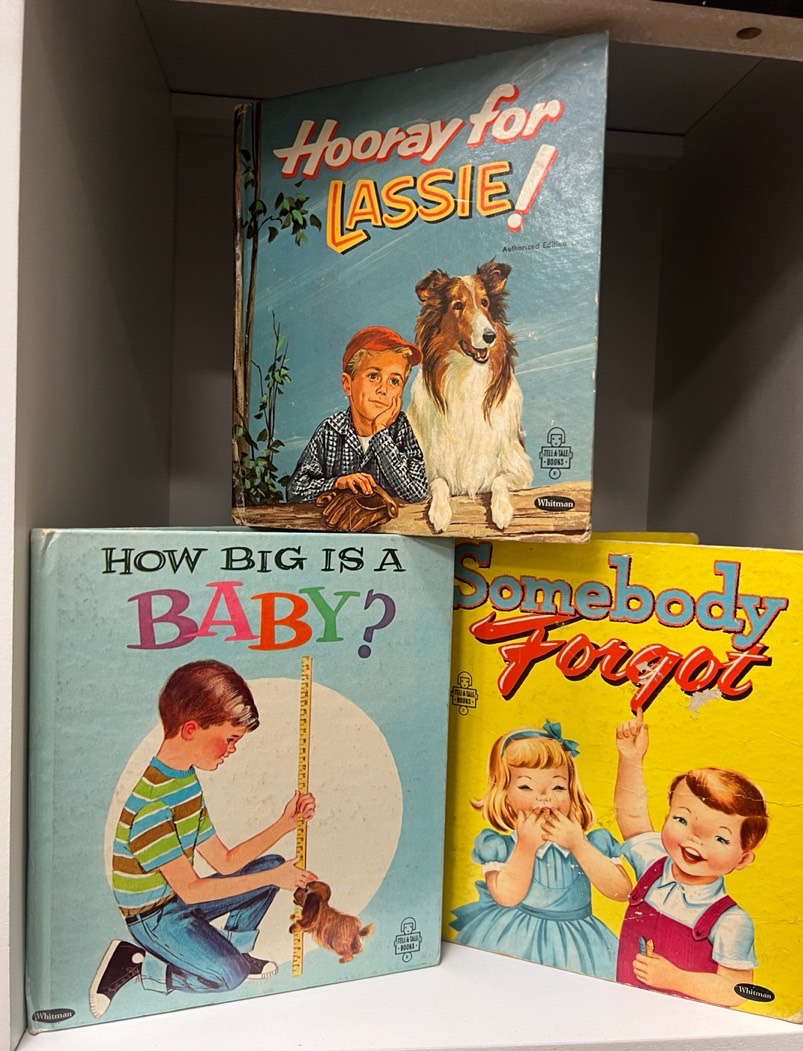 Hooray for
LASSIE!
Authorized Edition
TELL-A-TALE
BOOKS
Whitman
HOW BIG IS A
BABY?
TELL-A-TALE
BOOKS
Whitman
Somebody
Forgot
TELL-A-TALE
BOOKS
Whitman